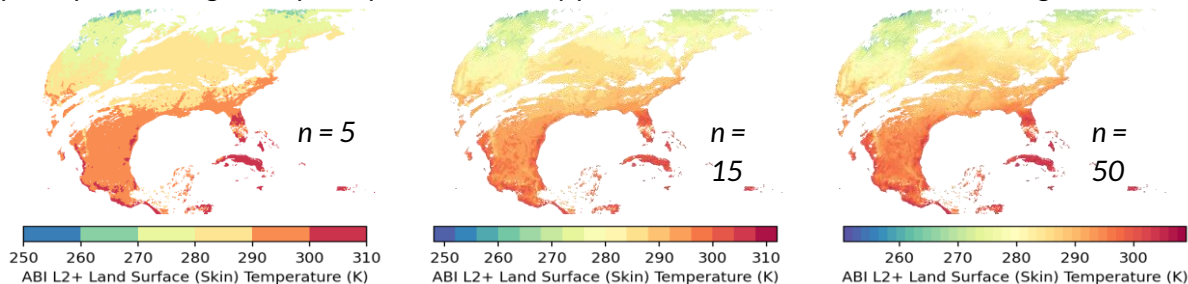 n = 5
n =
15
n =
50
250 260 270 280 290 300 310
250 260 270 280 290 300 310
260 270 280 290 300
ABI L2+ Land Surface (Skin) Temperature (K)
ABI L2+ Land Surface (Skin) Temperature (K)
ABI L2+ Land Surface (Skin) Temperature (K)